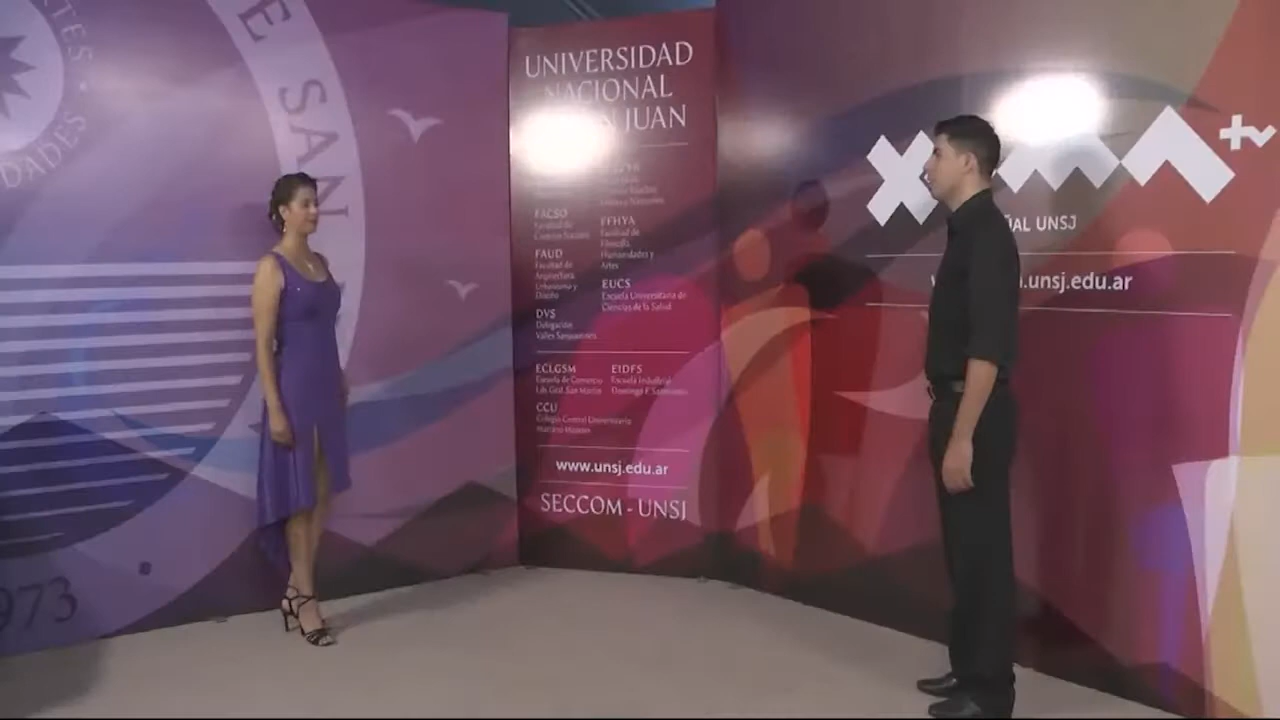 E SAN
DADES
973
UNIVERSIDAD
NACIONAL
JUAN
FACSO
Facultad de
Ciencias Sociales
FAUD
Facultad de
Arquitectura
Urbanismo y
Diseño
DVS
Delegación
Valles Sanjuaninos
FFHYA
Facultad de
Filosofía
Humanidades y
Artes
EUCS
Escuela Universitaria de
Ciencias de la Salud
ECLGSM
Escuela de Comercio
Lib. Gral. San Martín
EIDFS
Escuela Industrial
Domingo F. Sarmiento
CCU
Colegio Central Universitario
Mariano Moreno
www.unsj.edu.ar
SECCOM - UNSJ
+tv
UAL UNSJ
.unsj.edu.ar